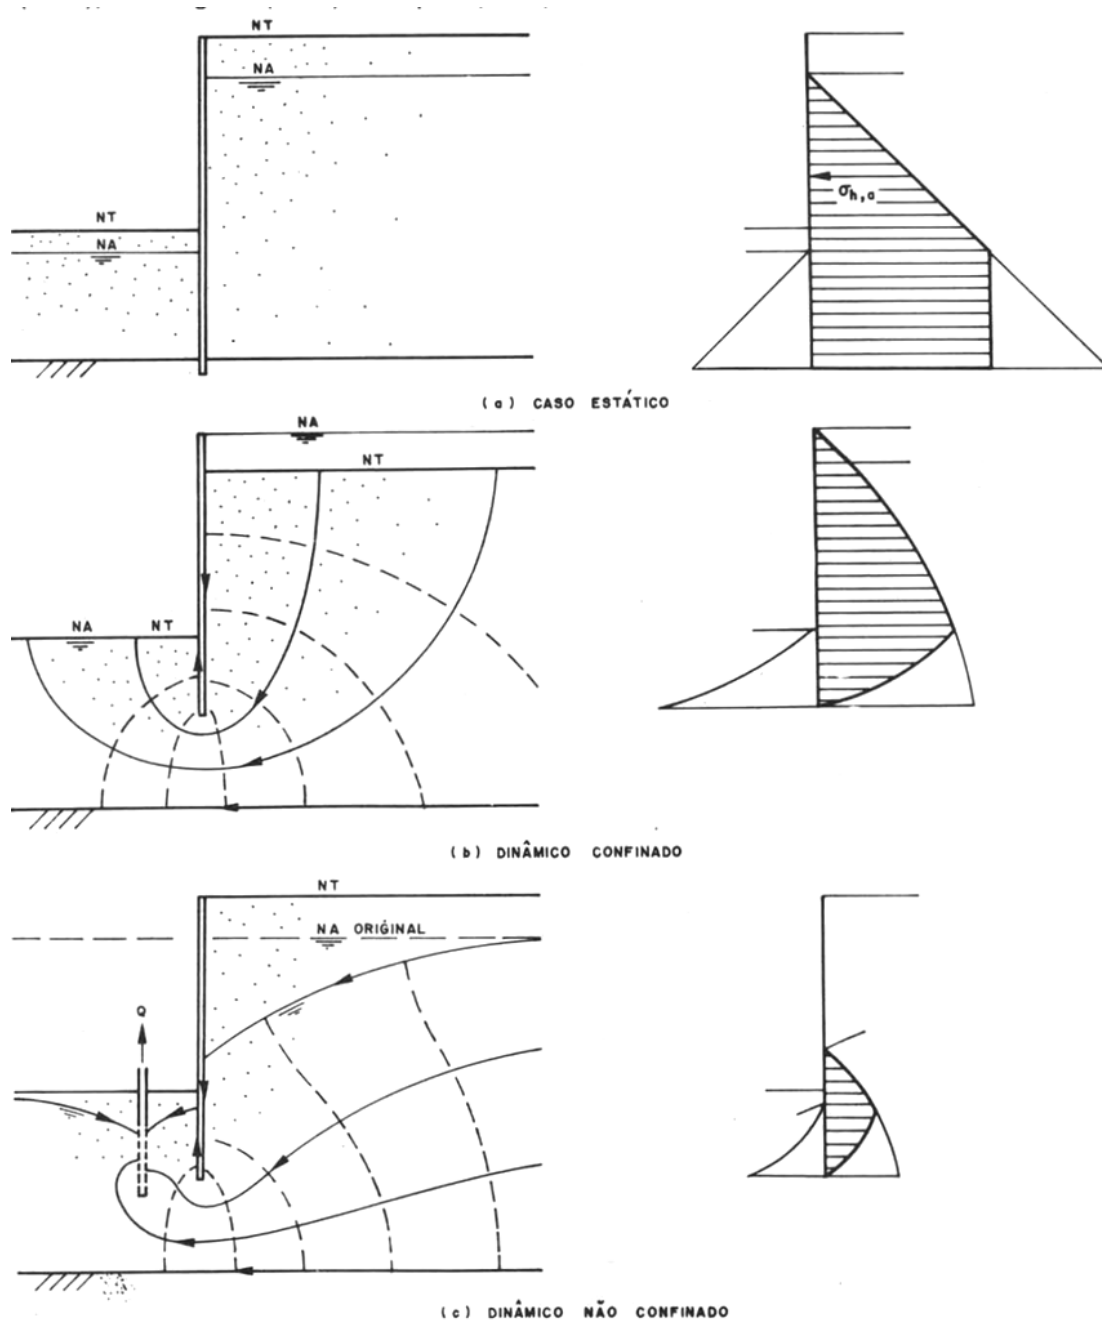 NT
NA
NT
NA
σh,a
(a) CASO ESTÁTICO
NA
NT
NA NT
(b) DINÂMICO CONFINADO
NT
NA ORIGINAL
Q
(c) DINÂMICO NÃO CONFINADO